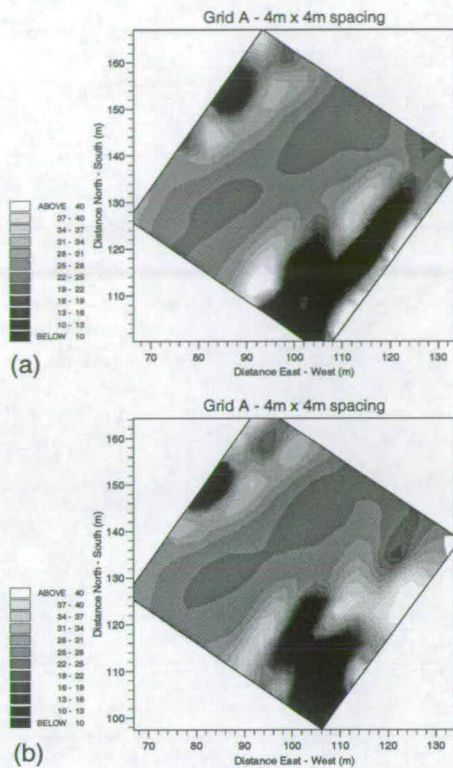 Grid A - 4m x 4m spacing
160
150
140
130
120
110
Distance North - South (m)
ABOVE 40
37 - 40
34 - 37
31 - 34
28 - 31
25 - 28
22 - 25
19 - 22
16 - 19
13 - 16
10 - 13
BELOW 10
70 80 90 100 110 120 130
Distance East - West (m)
(a)
Grid A - 4m x 4m spacing
160
150
140
130
120
110
100
Distance North - South (m)
ABOVE 40
37 - 40
34 - 37
31 - 34
28 - 31
25 - 28
22 - 25
19 - 22
16 - 19
13 - 16
10 - 13
BELOW 10
70 80 90 100 110 120 130
Distance East - West (m)
(b)